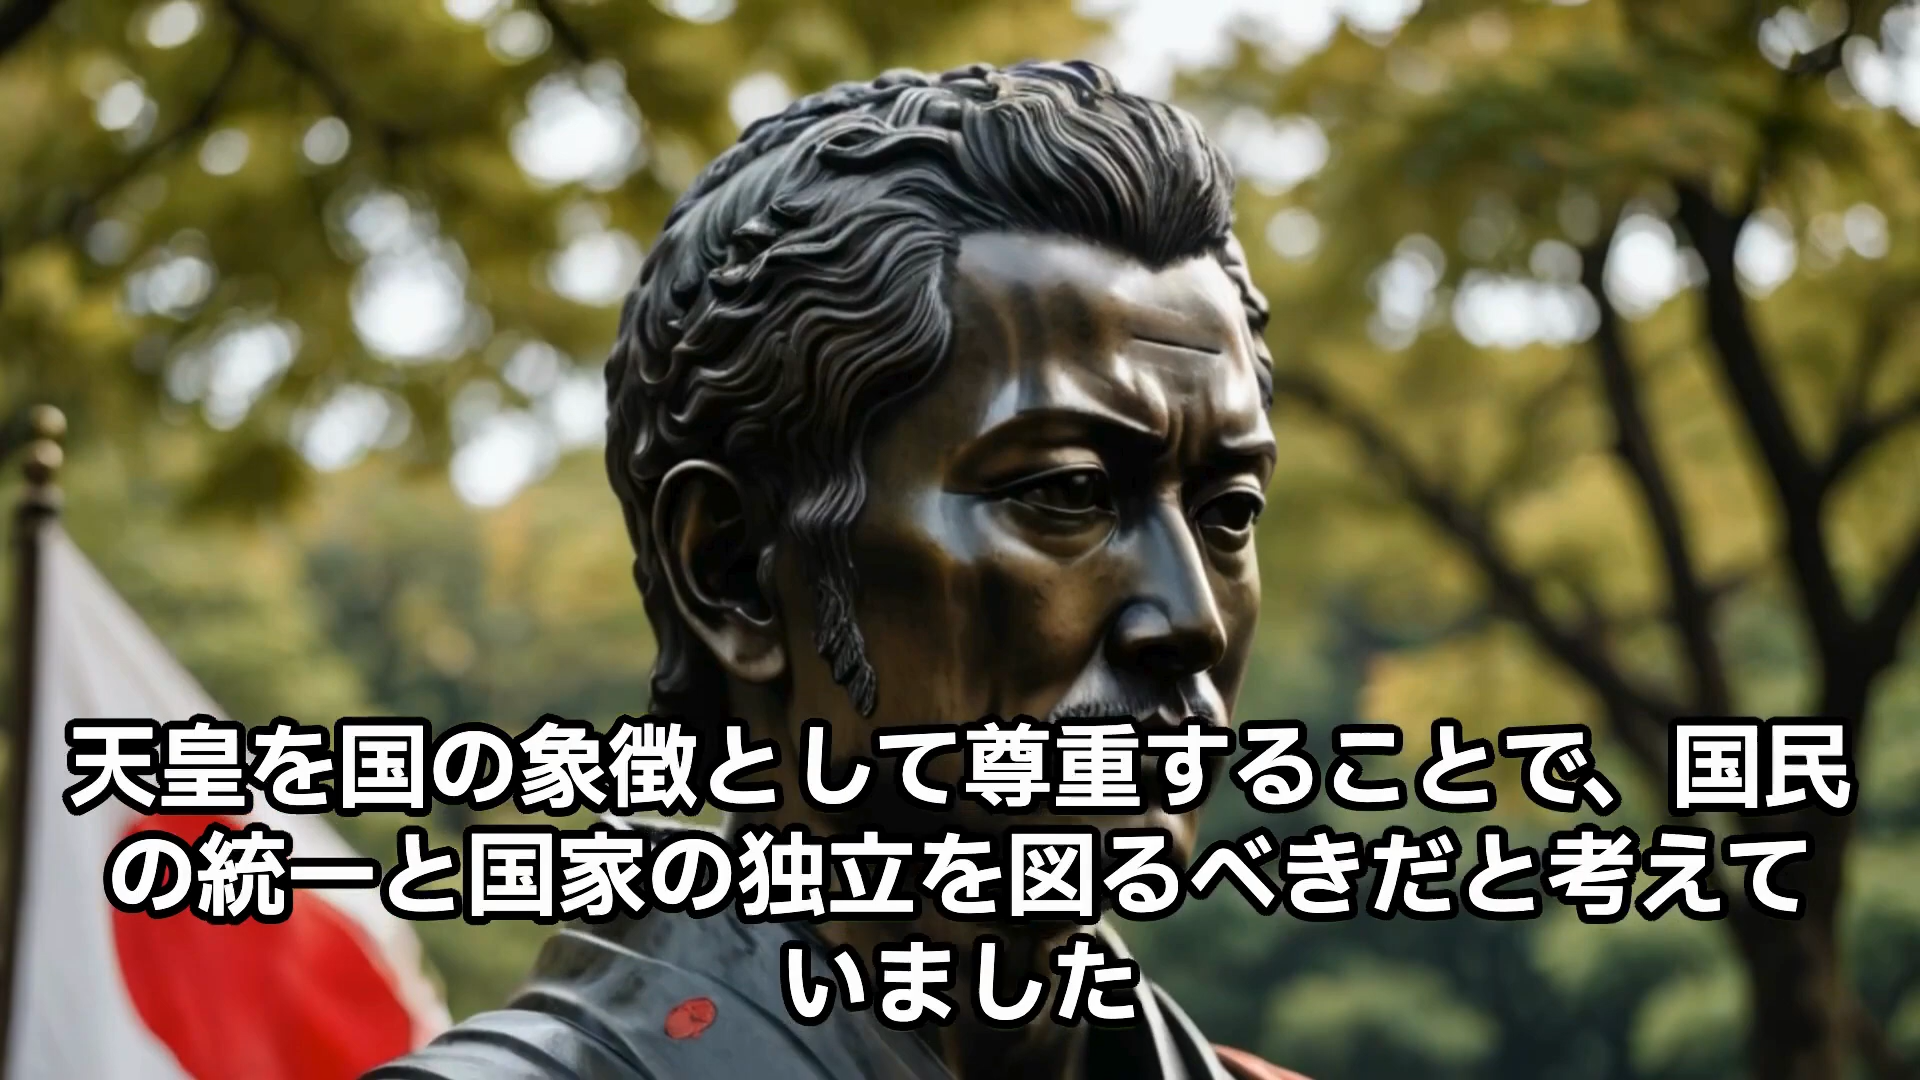 天皇を国の象徴として尊重することで、国民
の統一と国家の独立を図るべきだと考えて
いました